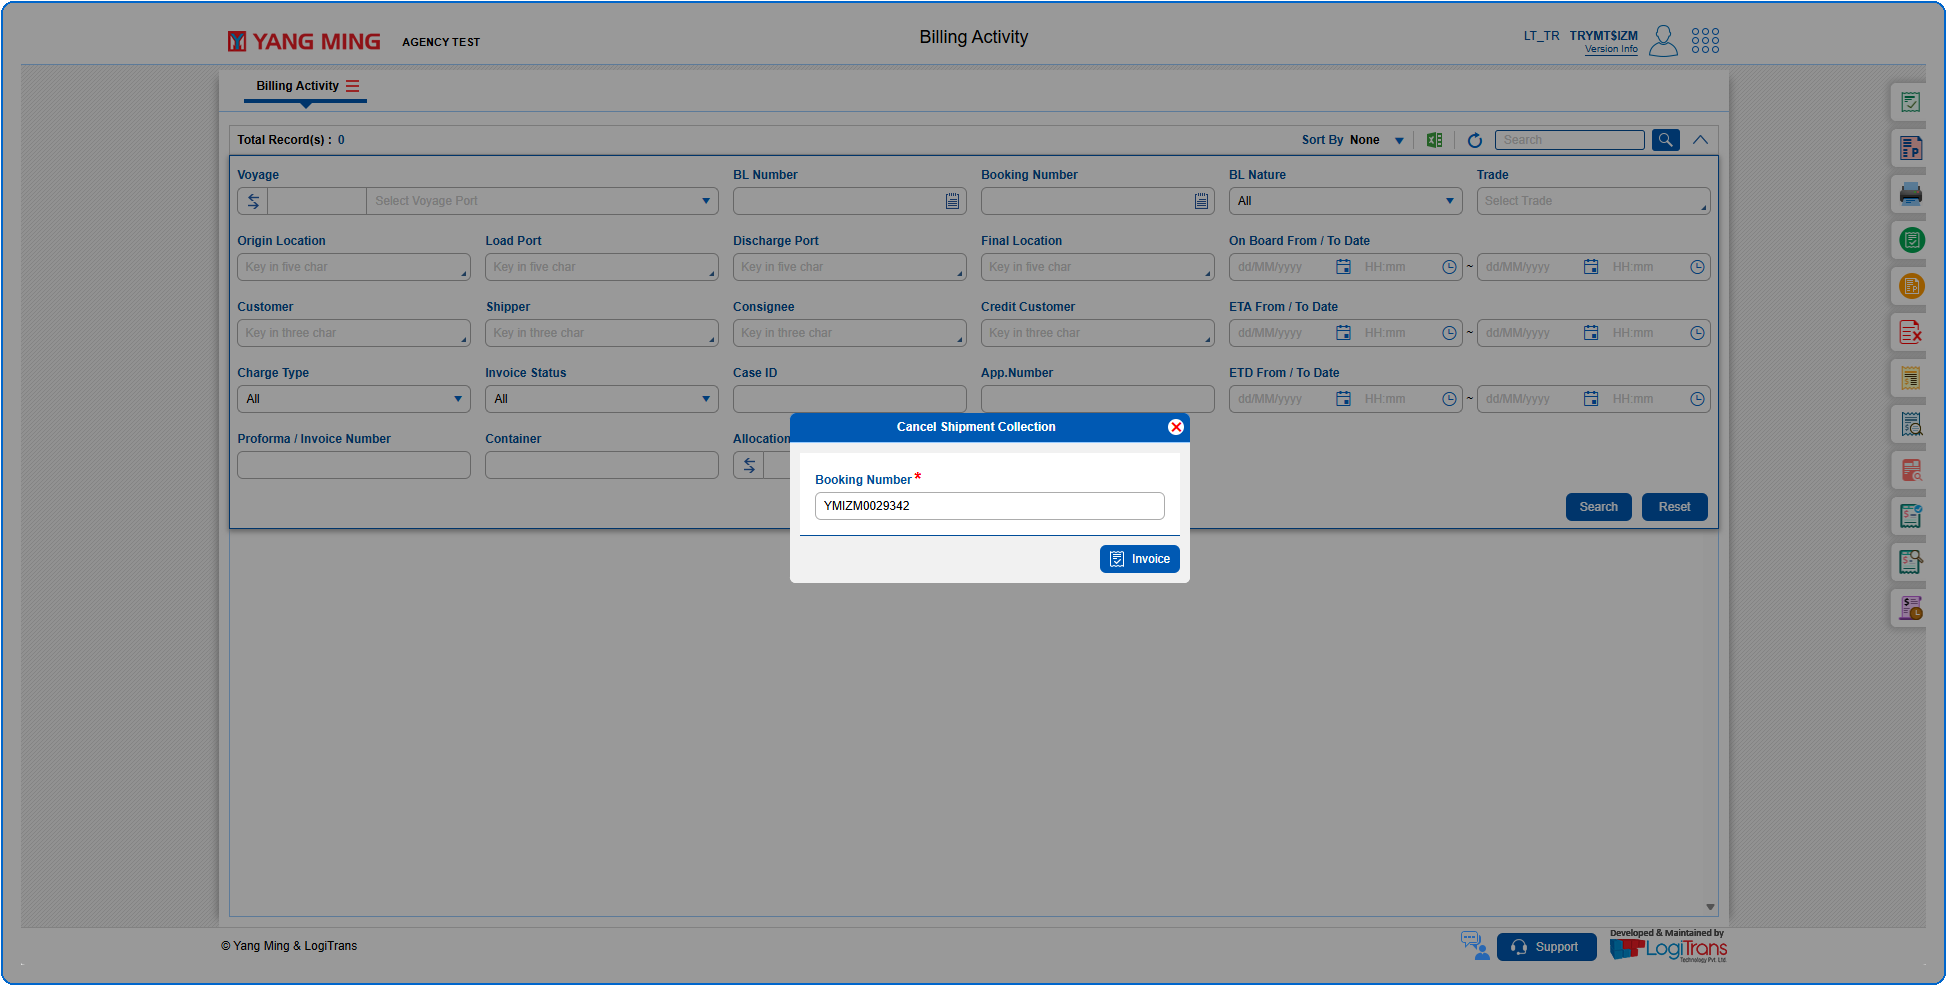 YANG MING AGENCY TEST
Billing Activity
LT_TR TRYMT$IZM
Version Info
Billing Activity
Total Record(s) : 0
Sort By None
Search
Voyage
Select Voyage Port
BL Number
Booking Number
BL Nature
All
Trade
Select Trade
Origin Location
Key in five char
Load Port
Key in five char
Discharge Port
Key in five char
Final Location
Key in five char
On Board From / To Date
dd/MM/yyyy HH:mm ~ dd/MM/yyyy HH:mm
Customer
Key in three char
Shipper
Key in three char
Consignee
Key in three char
Credit Customer
Key in three char
ETA From / To Date
dd/MM/yyyy HH:mm ~ dd/MM/yyyy HH:mm
Charge Type
All
Invoice Status
All
Case ID
App.Number
ETD From / To Date
dd/MM/yyyy HH:mm ~ dd/MM/yyyy HH:mm
Proforma / Invoice Number
Container
Allocation
Search
Reset
Cancel Shipment Collection
Booking Number *
YMIZM0029342
Invoice
© Yang Ming & LogiTrans
Support
Developed & Maintained by
LogiTrans
Technology Pvt. Ltd.